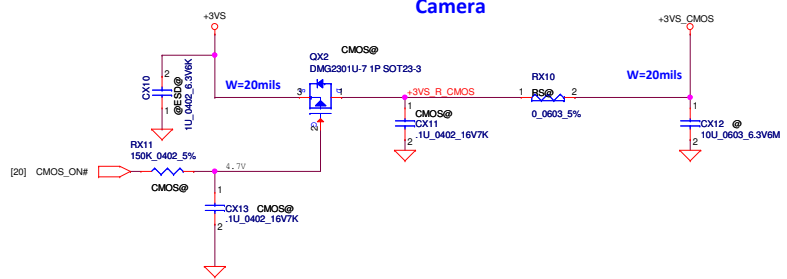 Camera
+3VS
+3VS_CMOS
CMOS@
QX2
DMG2301U-7 1P SOT23-3
W=20mils
W=20mils
2
CX10
1
@ESD@
1U_0402_6.3V6K
3
1
2
+3VS_R_CMOS
1
RX10
2
RS@
0_0603_5%
CMOS@
1
CX11
.1U_0402_16V7K
2
1
CX12 @
10U_0603_6.3V6M
2
RX11
150K_0402_5%
4.7V
[20] CMOS_ON#
CMOS@
1
CX13 CMOS@
.1U_0402_16V7K
2